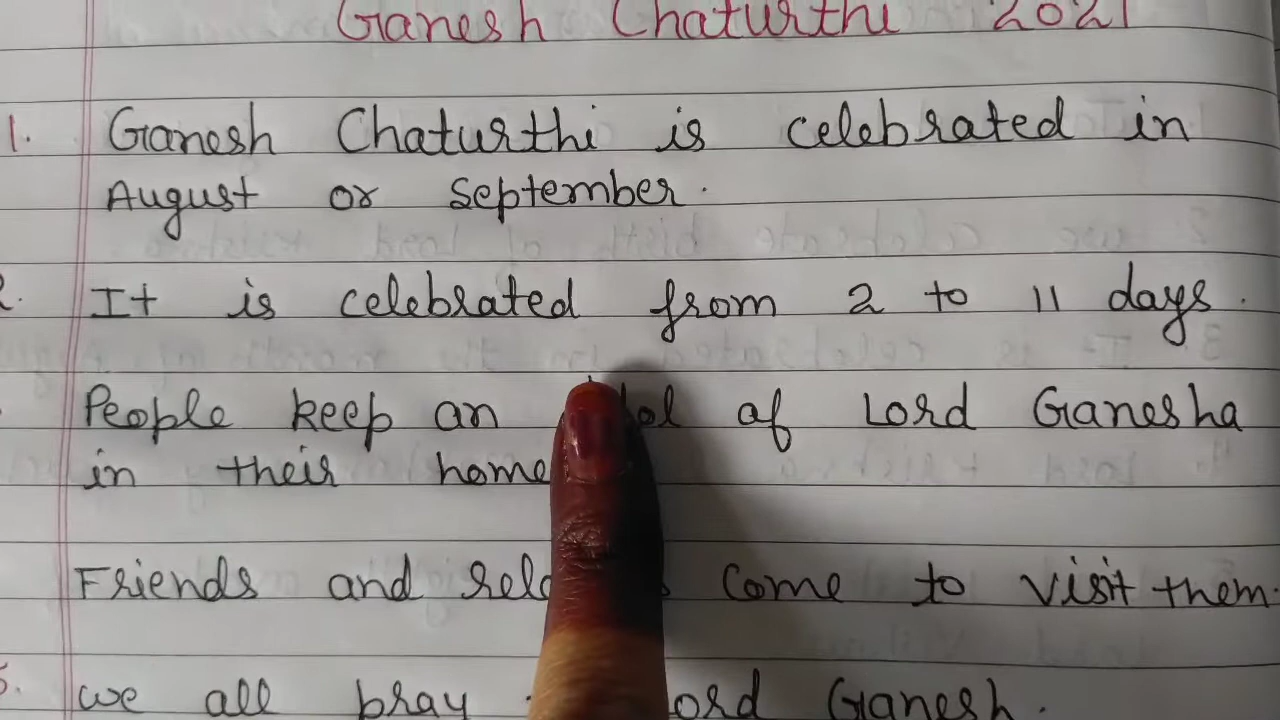 Ganesh Chaturthi 2021
1. Ganesh Chaturthi is celebrated in
August or September.
2. It is celebrated from 2 to 11 days.
People keep an of Lord Ganesha
in their home
Friends and come to visit them.
5. we all bray Ganesh.